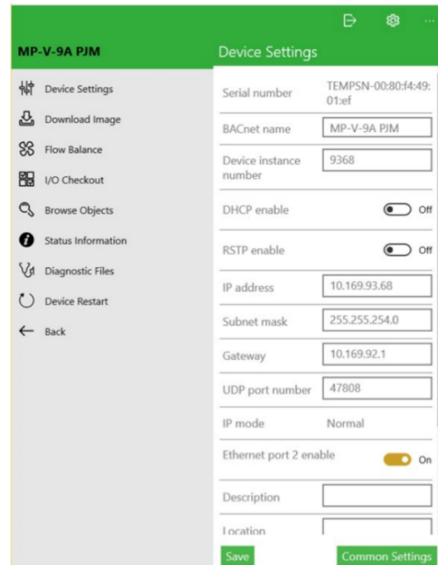 MP-V-9A PJM
Device Settings
Download Image
Flow Balance
I/O Checkout
Browse Objects
Status Information
Diagnostic Files
Device Restart
Back
Device Settings
Serial number TEMPSN-00:80:f4:49:
01:ef
BACnet name MP-V-9A PJM
Device instance
number 9368
DHCP enable Off
RSTP enable Off
IP address 10.169.93.68
Subnet mask 255.255.254.0
Gateway 10.169.92.1
UDP port number 47808
IP mode Normal
Ethernet port 2 enable On
Description
Location
Save Common Settings